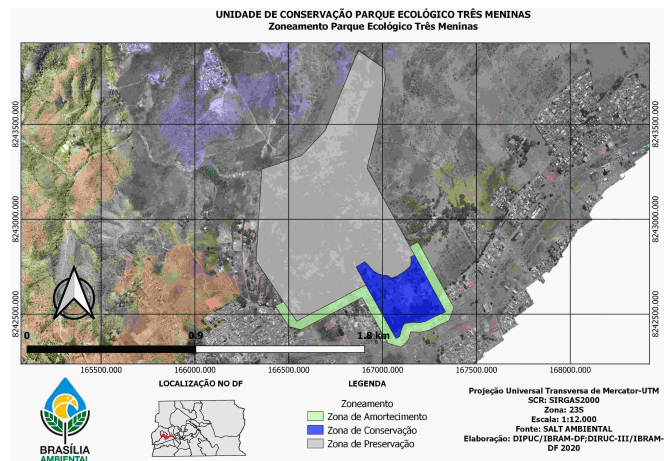 UNIDADE DE CONSERVAÇÃO PARQUE ECOLÓGICO TRÊS MENINAS
Zoneamento Parque Ecológico Três Meninas
8243500.000
8243000.000
8242500.000
8243500.000
8243000.000
8242500.000
0
0.9
1.8 km
165500.000
166000.000
166500.000
167000.000
167500.000
168000.000
BRASÍLIA
AMBIENTAL
LOCALIZAÇÃO NO DF
LEGENDA
Zoneamento
Zona de Amortecimento
Zona de Conservação
Zona de Preservação
Projeção Universal Transversa de Mercator-UTM
SCR: SIRGAS2000
Zona: 23S
Escala: 1:12.000
Fonte: SALT AMBIENTAL
Elaboração: DIPUC/IBRAM-DF;DIRUC-III/IBRAM-
DF 2020